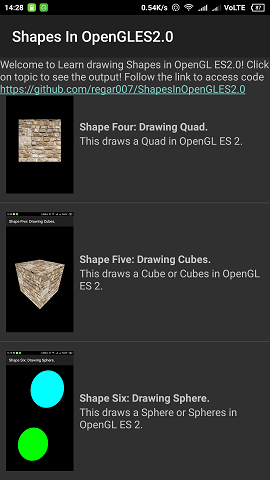 14:28 0.54K/s VoLTE 97
Shapes In OpenGLES2.0
Welcome to Learn drawing Shapes in OpenGL ES2.0! Click
on topic to see the output! Follow the link to access code
https://github.com/regar007/ShapesInOpenGLES2.0
Shape Four: Drawing Quad.
This draws a Quad in OpenGL ES 2.
Shape Five: Drawing Cubes.
Shape Five: Drawing Cubes.
This draws a Cube or Cubes in OpenGL
ES 2.
Shape Six: Drawing Sphere.
Shape Six: Drawing Sphere.
This draws a Sphere or Spheres in
OpenGL ES 2.